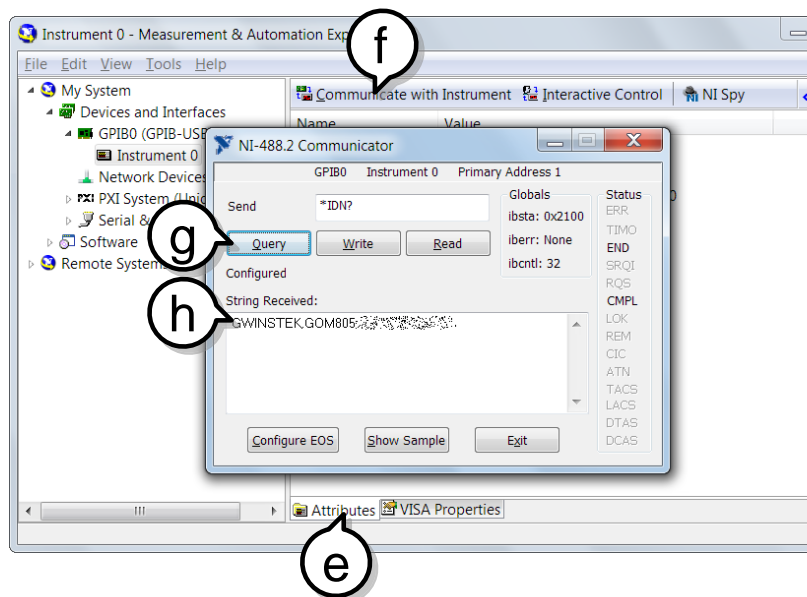 Instrument 0 - Measurement & Automation Exp
f
File Edit View Tools Help
My System
Devices and Interfaces
GPIB0 (GPIB-USB
Instrument 0
Network Devices
PXI System
Serial &
Software
Remote Systems
Communicate with Instrument Interactive Control NI Spy
Name Value
NI-488.2 Communicator
GPIB0 Instrument 0 Primary Address 1
Send *IDN?
Query Write Read
Configured
String Received:
GWINSTEK,GOM805
Globals
ibsta: 0x2100
iberr: None
ibcntl: 32
Status
ERR
TIMO
END
SRQI
RQS
CMPL
LOK
REM
CIC
ATN
TACS
LACS
DTAS
DCAS
Configure EOS Show Sample Exit
0
g
h
Attributes VISA Properties
e